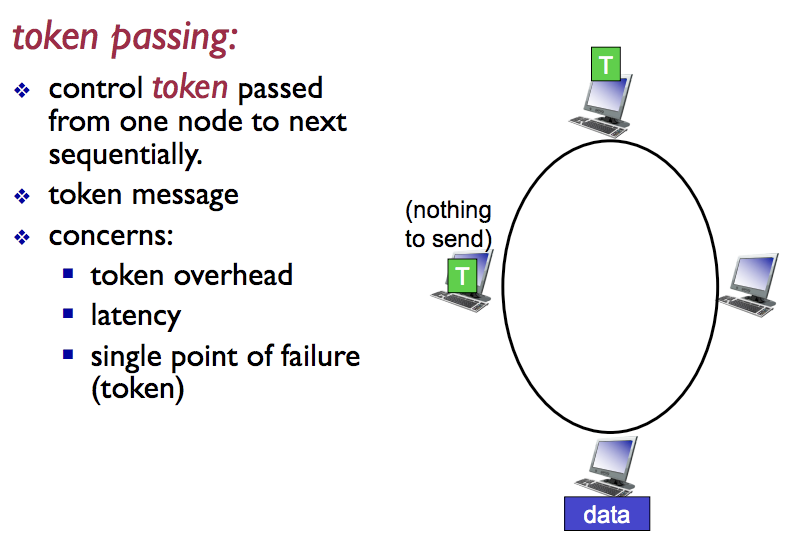 token passing:
❖ control token passed
from one node to next
sequentially.
❖ token message
❖ concerns:
▪ token overhead
▪ latency
▪ single point of failure
(token)
T
(nothing
to send)
T
data